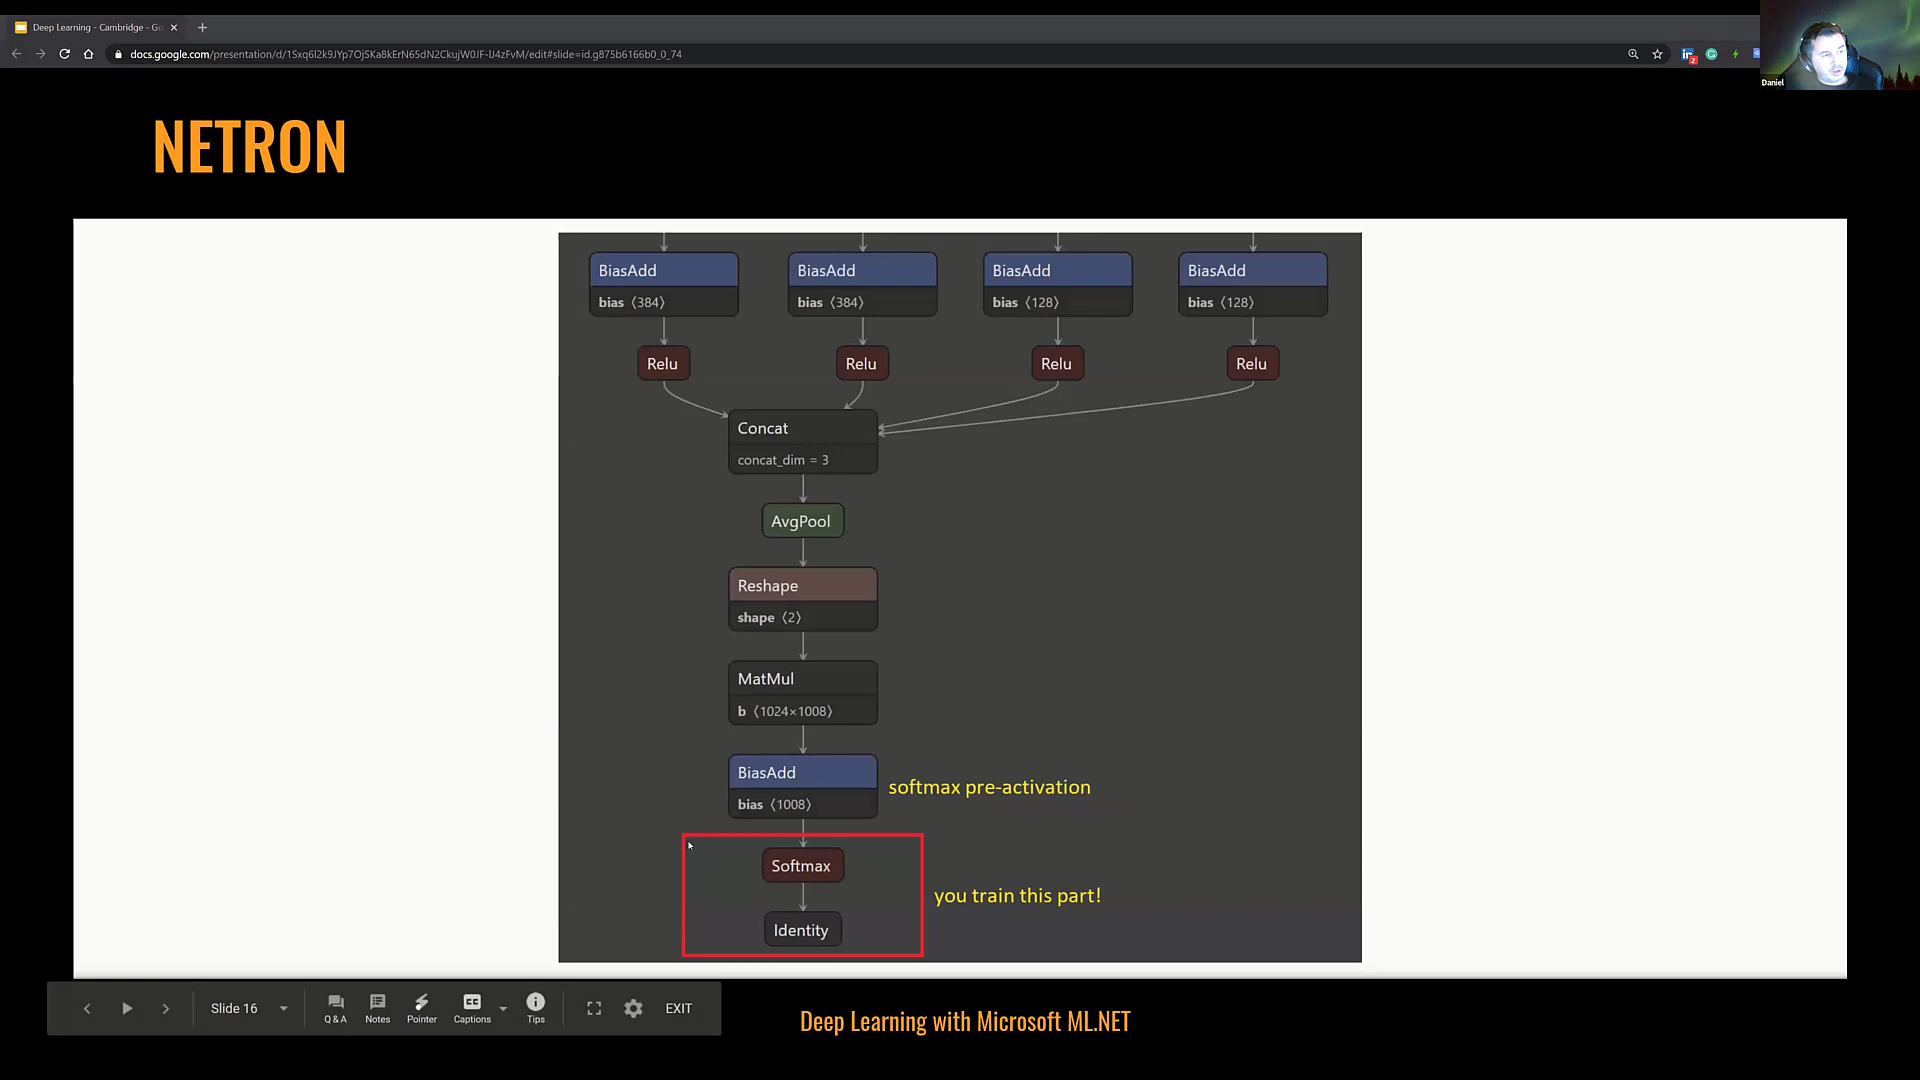 Deep Learning - Cambridge - Go
docs.google.com/presentation/d/1Sxq6l2k9JYp7OjSKa8kErN65dN2CkujW0JF-lJ4zFvM/edit#slide=id.g875b6166b0_0_74
2
Daniel
NETRON
BiasAdd BiasAdd BiasAdd BiasAdd
bias ⟨384⟩ bias ⟨384⟩ bias ⟨128⟩ bias ⟨128⟩
Relu Relu Relu Relu
Concat
concat_dim = 3
AvgPool
Reshape
shape ⟨2⟩
MatMul
b ⟨1024×1008⟩
BiasAdd
softmax pre-activation
bias ⟨1008⟩
Softmax
you train this part!
Identity
Slide 16
Q & A Notes Pointer Captions Tips
EXIT
Deep Learning with Microsoft ML.NET